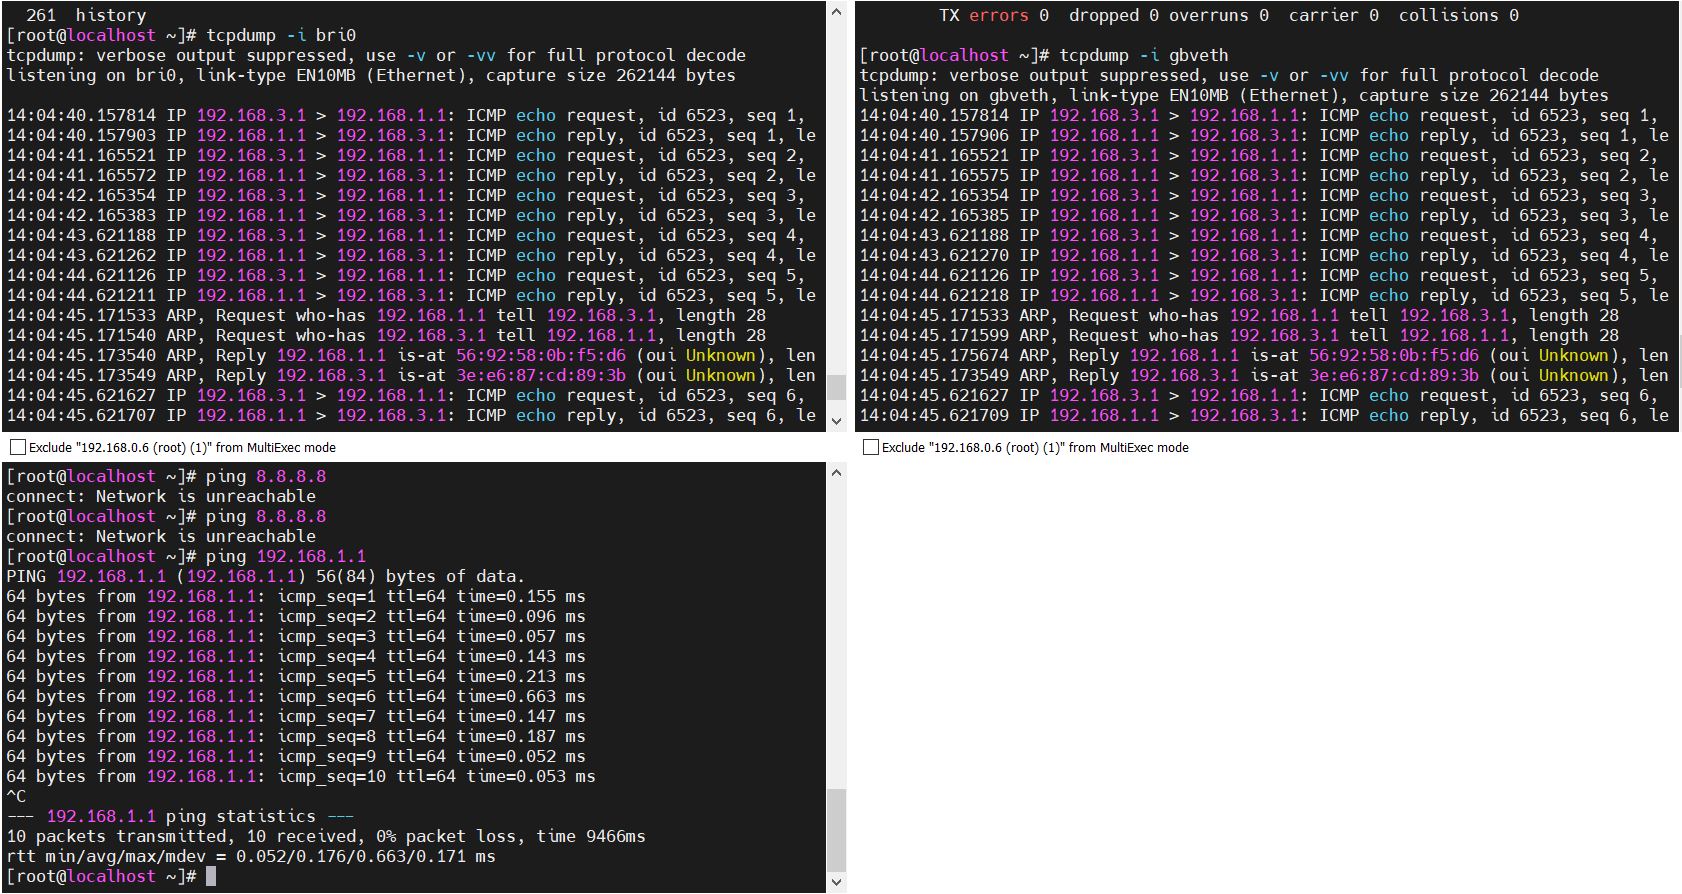 261  history
[root@localhost ~]# tcpdump -i bri0
tcpdump: verbose output suppressed, use -v or -vv for full protocol decode
listening on bri0, link-type EN10MB (Ethernet), capture size 262144 bytes
14:04:40.157814 IP 192.168.3.1 > 192.168.1.1: ICMP echo request, id 6523, seq 1,
14:04:40.157903 IP 192.168.1.1 > 192.168.3.1: ICMP echo reply, id 6523, seq 1, le
14:04:41.165521 IP 192.168.3.1 > 192.168.1.1: ICMP echo request, id 6523, seq 2,
14:04:41.165572 IP 192.168.1.1 > 192.168.3.1: ICMP echo reply, id 6523, seq 2, le
14:04:42.165354 IP 192.168.3.1 > 192.168.1.1: ICMP echo request, id 6523, seq 3,
14:04:42.165383 IP 192.168.1.1 > 192.168.3.1: ICMP echo reply, id 6523, seq 3, le
14:04:43.621188 IP 192.168.3.1 > 192.168.1.1: ICMP echo request, id 6523, seq 4,
14:04:43.621262 IP 192.168.1.1 > 192.168.3.1: ICMP echo reply, id 6523, seq 4, le
14:04:44.621126 IP 192.168.3.1 > 192.168.1.1: ICMP echo request, id 6523, seq 5,
14:04:44.621211 IP 192.168.1.1 > 192.168.3.1: ICMP echo reply, id 6523, seq 5, le
14:04:45.171533 ARP, Request who-has 192.168.1.1 tell 192.168.3.1, length 28
14:04:45.171540 ARP, Request who-has 192.168.3.1 tell 192.168.1.1, length 28
14:04:45.173540 ARP, Reply 192.168.1.1 is-at 56:92:58:0b:f5:d6 (oui Unknown), len
14:04:45.173549 ARP, Reply 192.168.3.1 is-at 3e:e6:87:cd:89:3b (oui Unknown), len
14:04:45.621627 IP 192.168.3.1 > 192.168.1.1: ICMP echo request, id 6523, seq 6,
14:04:45.621707 IP 192.168.1.1 > 192.168.3.1: ICMP echo reply, id 6523, seq 6, le
Exclude "192.168.0.6 (root) (1)" from MultiExec mode
TX errors 0  dropped 0 overruns 0  carrier 0  collisions 0
[root@localhost ~]# tcpdump -i gbveth
tcpdump: verbose output suppressed, use -v or -vv for full protocol decode
listening on gbveth, link-type EN10MB (Ethernet), capture size 262144 bytes
14:04:40.157814 IP 192.168.3.1 > 192.168.1.1: ICMP echo request, id 6523, seq 1,
14:04:40.157906 IP 192.168.1.1 > 192.168.3.1: ICMP echo reply, id 6523, seq 1, le
14:04:41.165521 IP 192.168.3.1 > 192.168.1.1: ICMP echo request, id 6523, seq 2,
14:04:41.165575 IP 192.168.1.1 > 192.168.3.1: ICMP echo reply, id 6523, seq 2, le
14:04:42.165354 IP 192.168.3.1 > 192.168.1.1: ICMP echo request, id 6523, seq 3,
14:04:42.165385 IP 192.168.1.1 > 192.168.3.1: ICMP echo reply, id 6523, seq 3, le
14:04:43.621188 IP 192.168.3.1 > 192.168.1.1: ICMP echo request, id 6523, seq 4,
14:04:43.621270 IP 192.168.1.1 > 192.168.3.1: ICMP echo reply, id 6523, seq 4, le
14:04:44.621126 IP 192.168.3.1 > 192.168.1.1: ICMP echo request, id 6523, seq 5,
14:04:44.621218 IP 192.168.1.1 > 192.168.3.1: ICMP echo reply, id 6523, seq 5, le
14:04:45.171533 ARP, Request who-has 192.168.1.1 tell 192.168.3.1, length 28
14:04:45.171599 ARP, Request who-has 192.168.3.1 tell 192.168.1.1, length 28
14:04:45.175674 ARP, Reply 192.168.1.1 is-at 56:92:58:0b:f5:d6 (oui Unknown), len
14:04:45.173549 ARP, Reply 192.168.3.1 is-at 3e:e6:87:cd:89:3b (oui Unknown), len
14:04:45.621627 IP 192.168.3.1 > 192.168.1.1: ICMP echo request, id 6523, seq 6,
14:04:45.621709 IP 192.168.1.1 > 192.168.3.1: ICMP echo reply, id 6523, seq 6, le
Exclude "192.168.0.6 (root) (1)" from MultiExec mode
[root@localhost ~]# ping 8.8.8.8
connect: Network is unreachable
[root@localhost ~]# ping 8.8.8.8
connect: Network is unreachable
[root@localhost ~]# ping 192.168.1.1
PING 192.168.1.1 (192.168.1.1) 56(84) bytes of data.
64 bytes from 192.168.1.1: icmp_seq=1 ttl=64 time=0.155 ms
64 bytes from 192.168.1.1: icmp_seq=2 ttl=64 time=0.096 ms
64 bytes from 192.168.1.1: icmp_seq=3 ttl=64 time=0.057 ms
64 bytes from 192.168.1.1: icmp_seq=4 ttl=64 time=0.143 ms
64 bytes from 192.168.1.1: icmp_seq=5 ttl=64 time=0.213 ms
64 bytes from 192.168.1.1: icmp_seq=6 ttl=64 time=0.663 ms
64 bytes from 192.168.1.1: icmp_seq=7 ttl=64 time=0.147 ms
64 bytes from 192.168.1.1: icmp_seq=8 ttl=64 time=0.187 ms
64 bytes from 192.168.1.1: icmp_seq=9 ttl=64 time=0.052 ms
64 bytes from 192.168.1.1: icmp_seq=10 ttl=64 time=0.053 ms
^C
--- 192.168.1.1 ping statistics ---
10 packets transmitted, 10 received, 0% packet loss, time 9466ms
rtt min/avg/max/mdev = 0.052/0.176/0.663/0.171 ms
[root@localhost ~]#